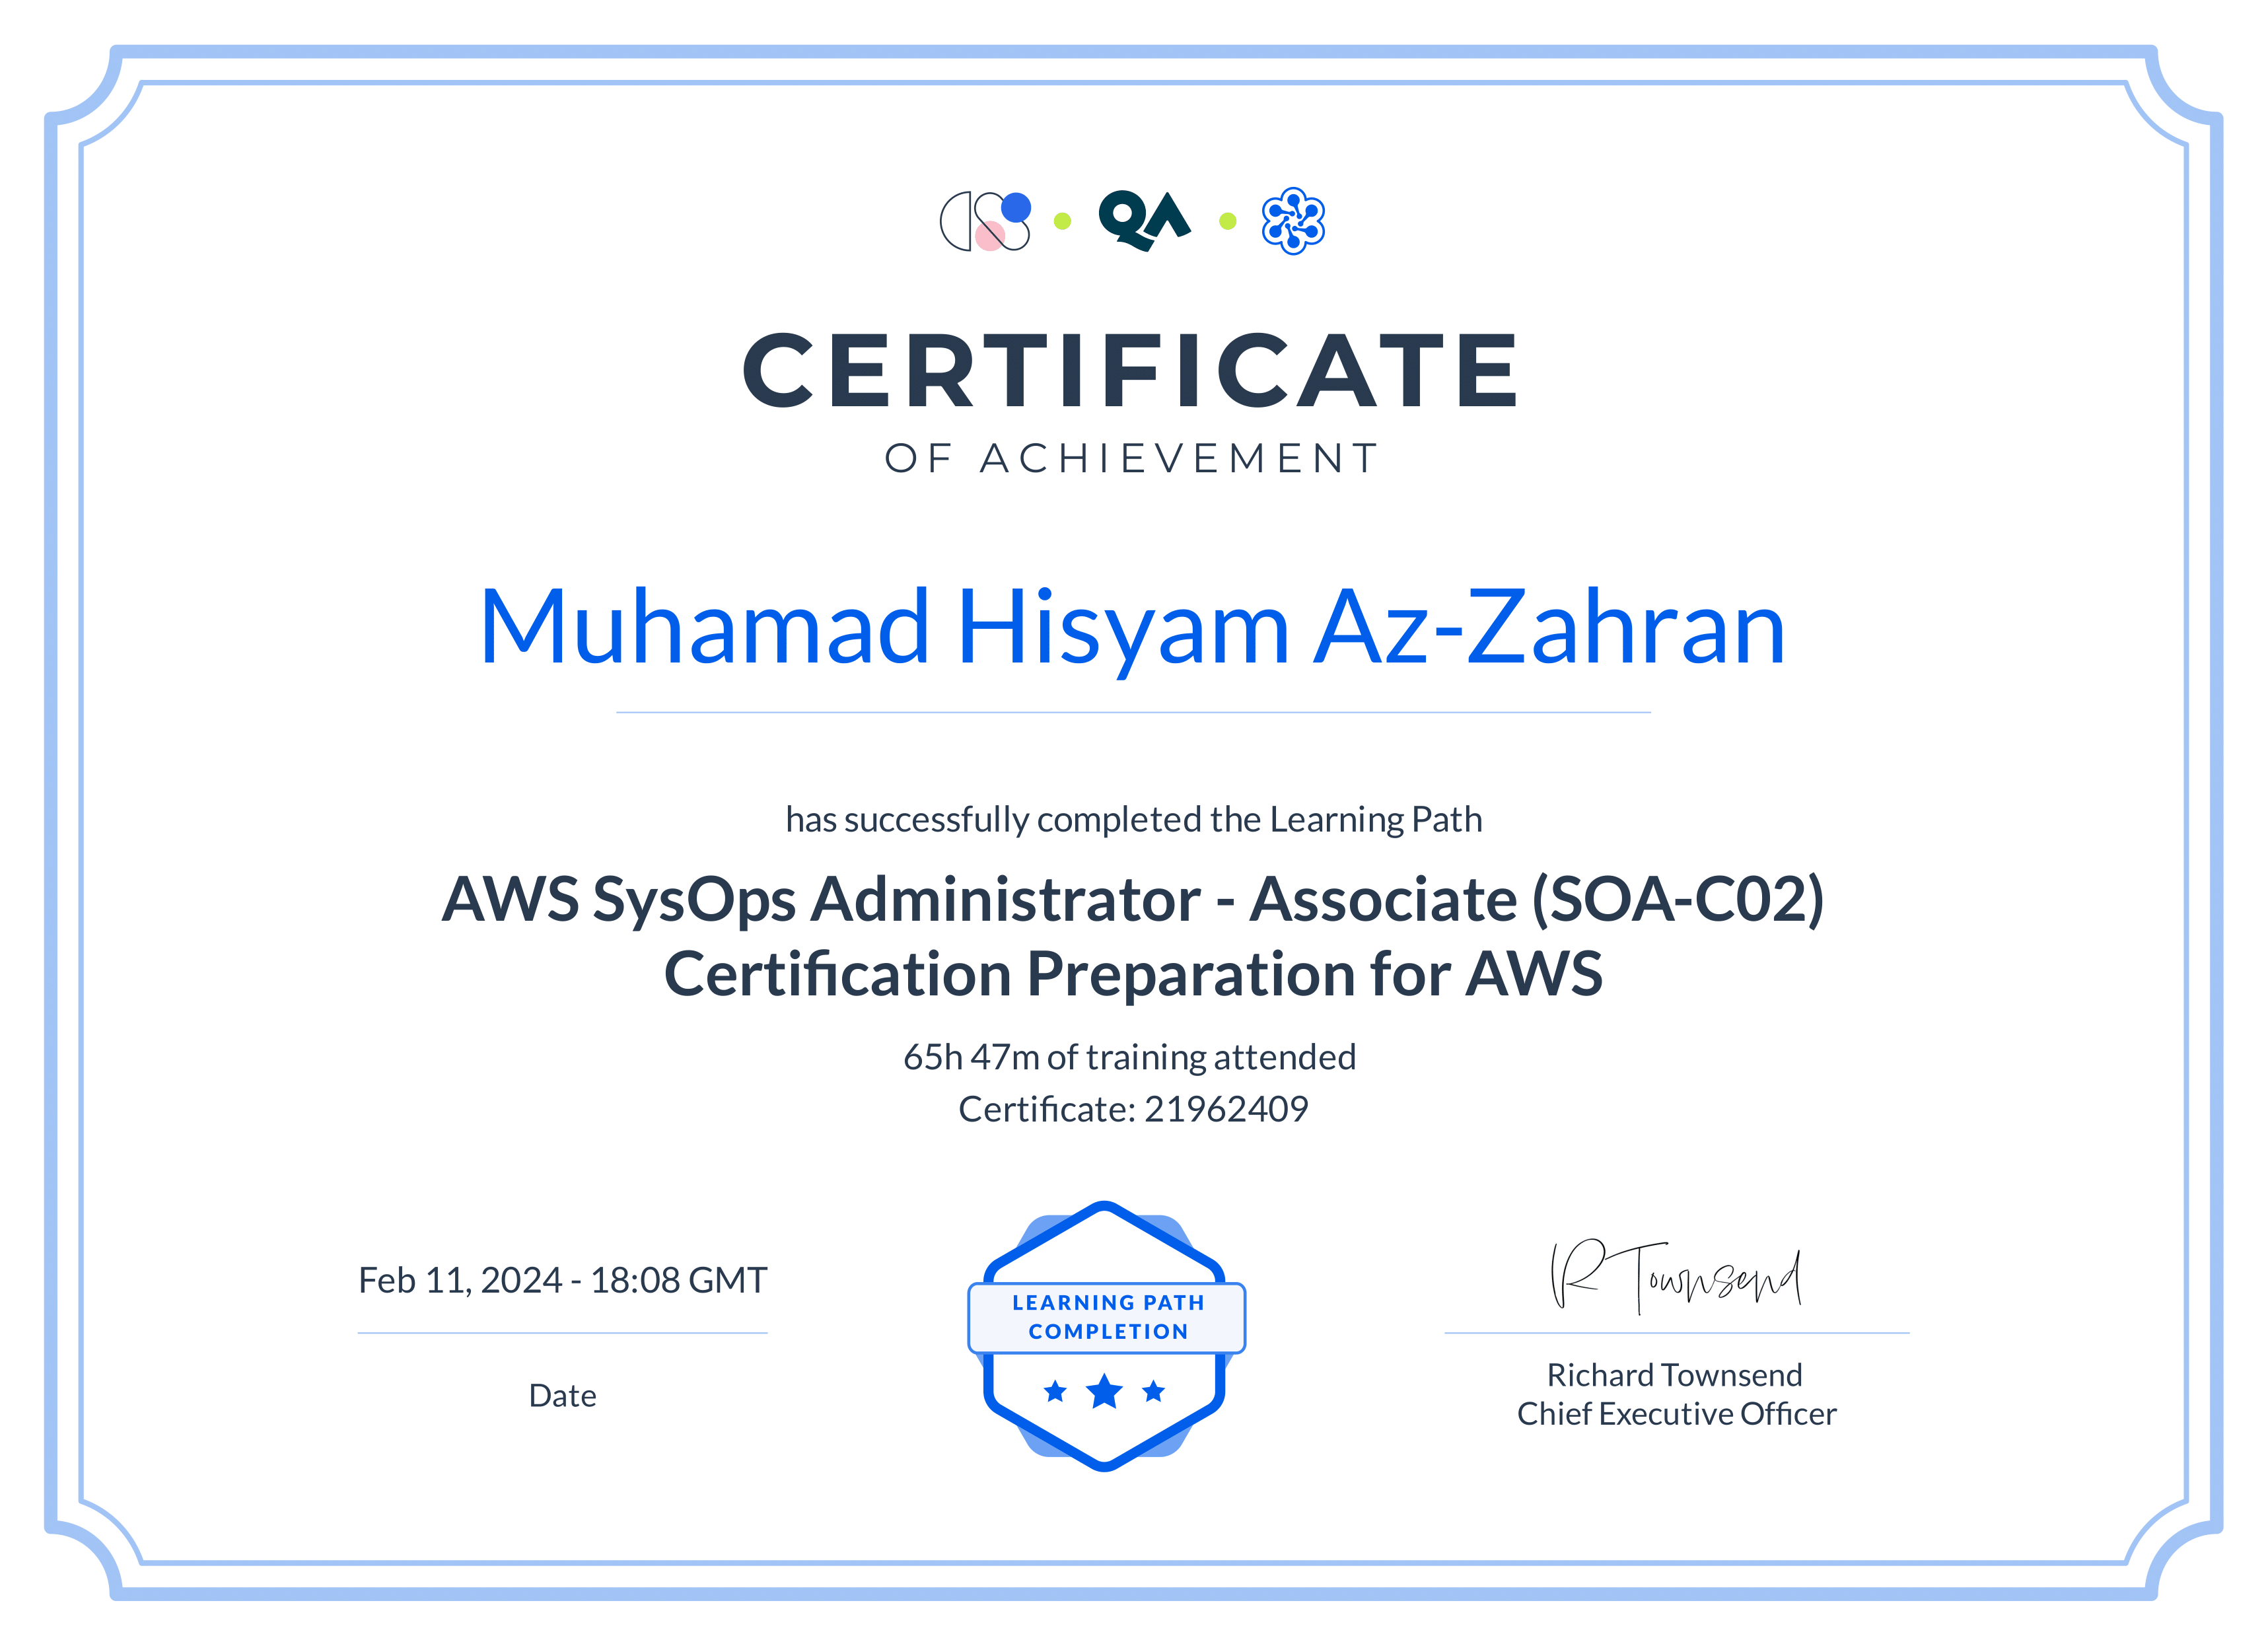 QA
CERTIFICATE
OF ACHIEVEMENT
Muhamad Hisyam Az-Zahran
has successfully completed the Learning Path
AWS SysOps Administrator - Associate (SOA-C02)
Certification Preparation for AWS
65h 47m of training attended
Certificate: 21962409
Feb 11, 2024 - 18:08 GMT
Date
LEARNING PATH
COMPLETION
R Townsend
Richard Townsend
Chief Executive Officer